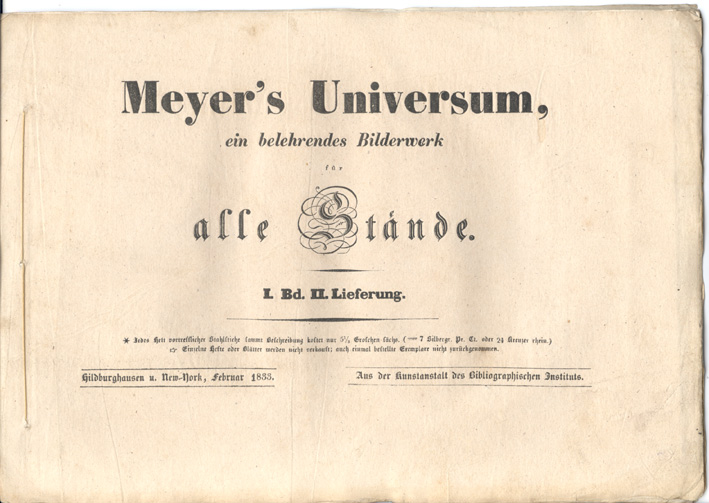 Meyer's Universum,
ein belehrendes Bilderwerk
für
alle Stände.
I. Bd. II. Lieferung.
* Jedes Heft vortrefflicher Stahlstiche sammt Beschreibung kostet nur 5¼ Groschen sächs. (7 Silbergr. Pr. Ct. oder 24 Kreuzer rhein.)
☞ Einzelne Hefte oder Blätter werden nicht verkauft; auch einmal bestellte Exemplare nicht zurückgenommen.
Hildburghausen u. New-York, Februar 1833.
Aus der Kunstanstalt des Bibliographischen Instituts.